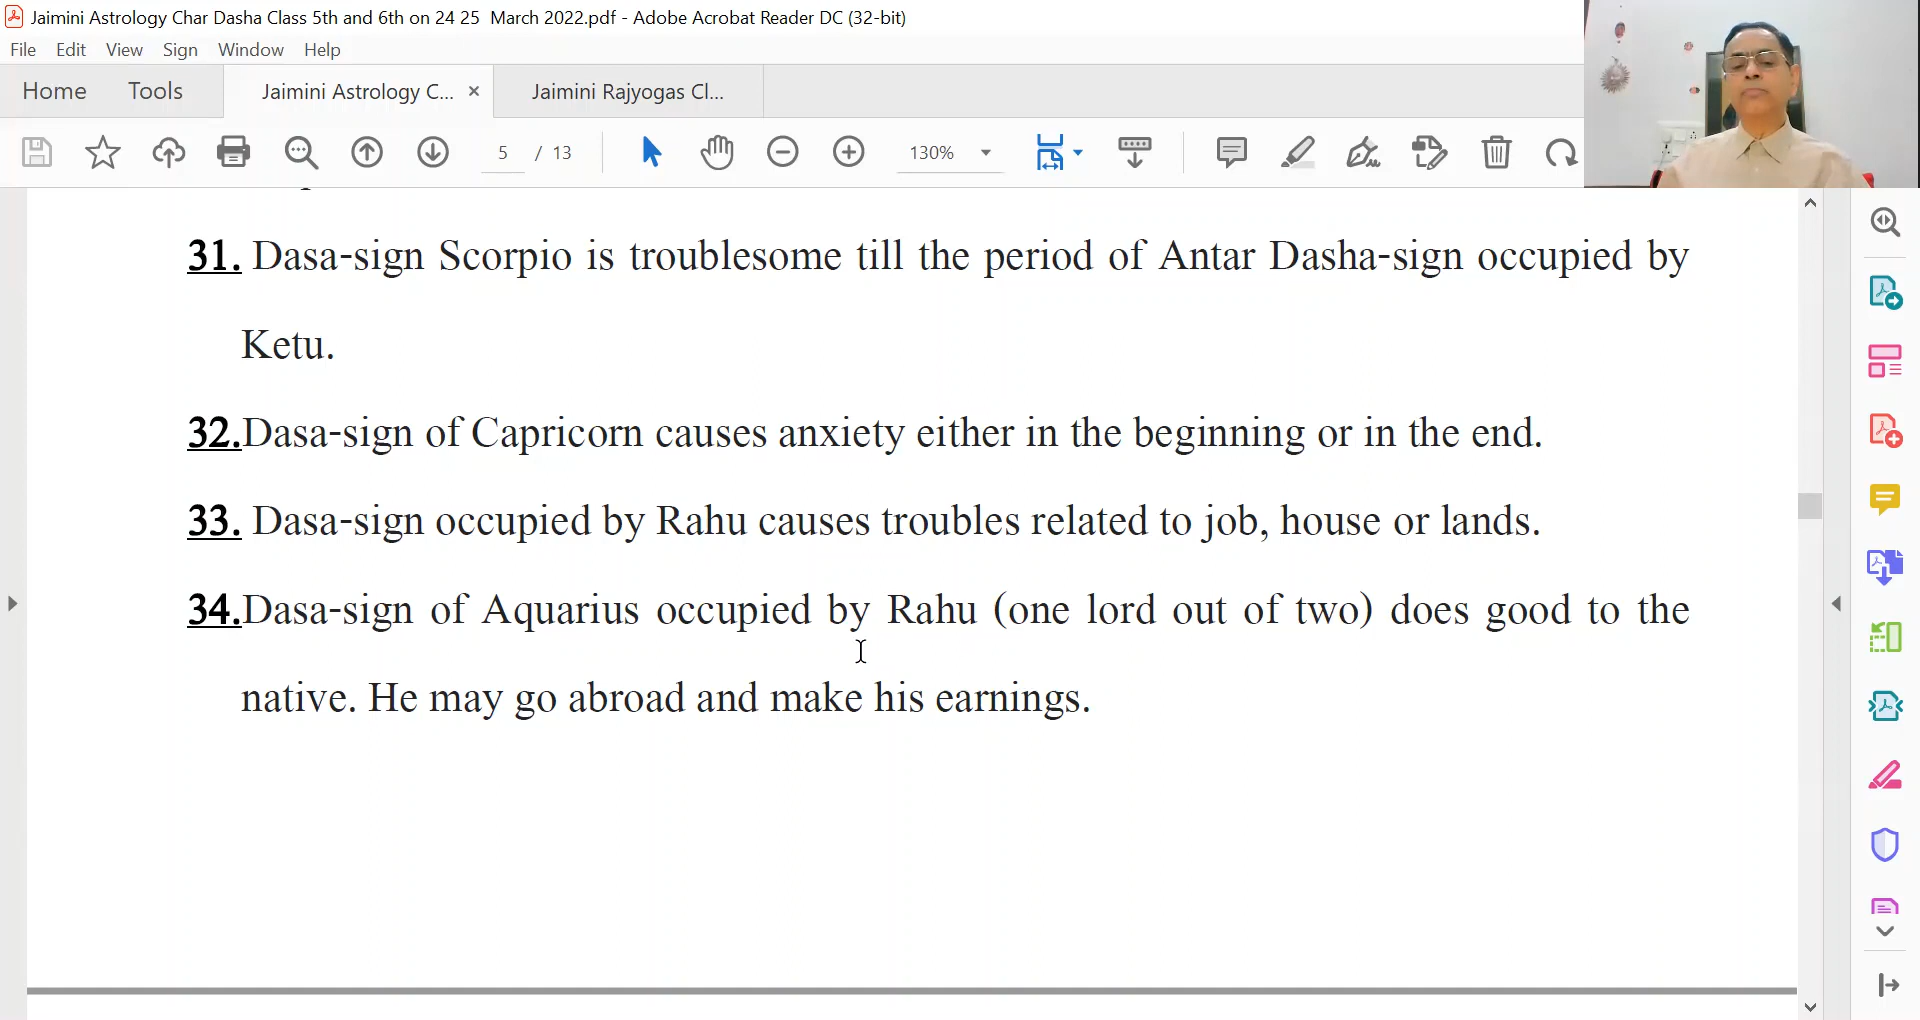 Jaimini Astrology Char Dasha Class 5th and 6th on 24 25 March 2022.pdf - Adobe Acrobat Reader DC (32-bit)
File Edit View Sign Window Help
Home Tools Jaimini Astrology C... × Jaimini Rajyogas Cl...
5 / 13 130%
31. Dasa-sign Scorpio is troublesome till the period of Antar Dasha-sign occupied by
Ketu.
32.Dasa-sign of Capricorn causes anxiety either in the beginning or in the end.
33. Dasa-sign occupied by Rahu causes troubles related to job, house or lands.
34.Dasa-sign of Aquarius occupied by Rahu (one lord out of two) does good to the
native. He may go abroad and make his earnings.